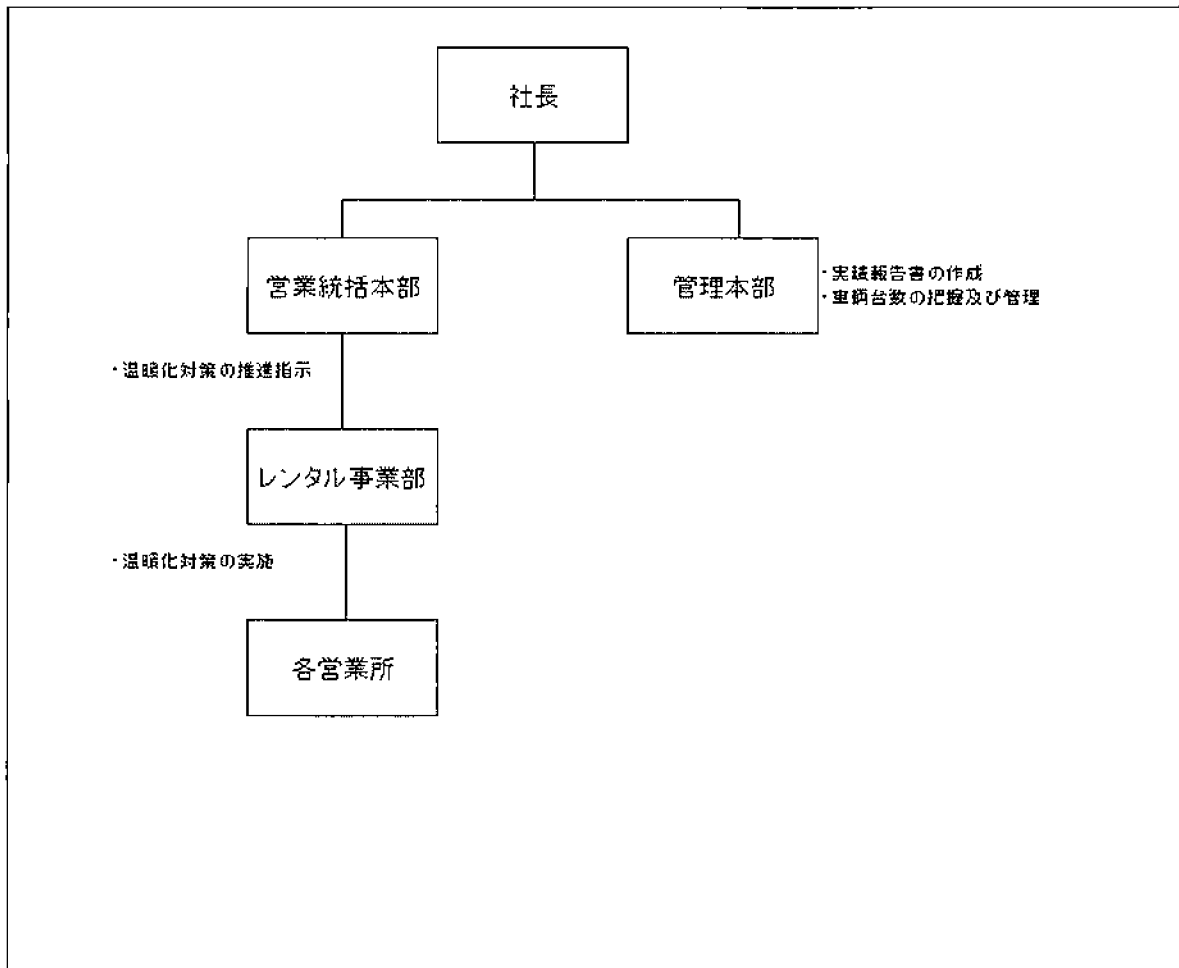 社長
営業統括本部
管理本部
・実績報告書の作成
・車輌台数の把握及び管理
・温暖化対策の推進指示
レンタル事業部
・温暖化対策の実施
各営業所